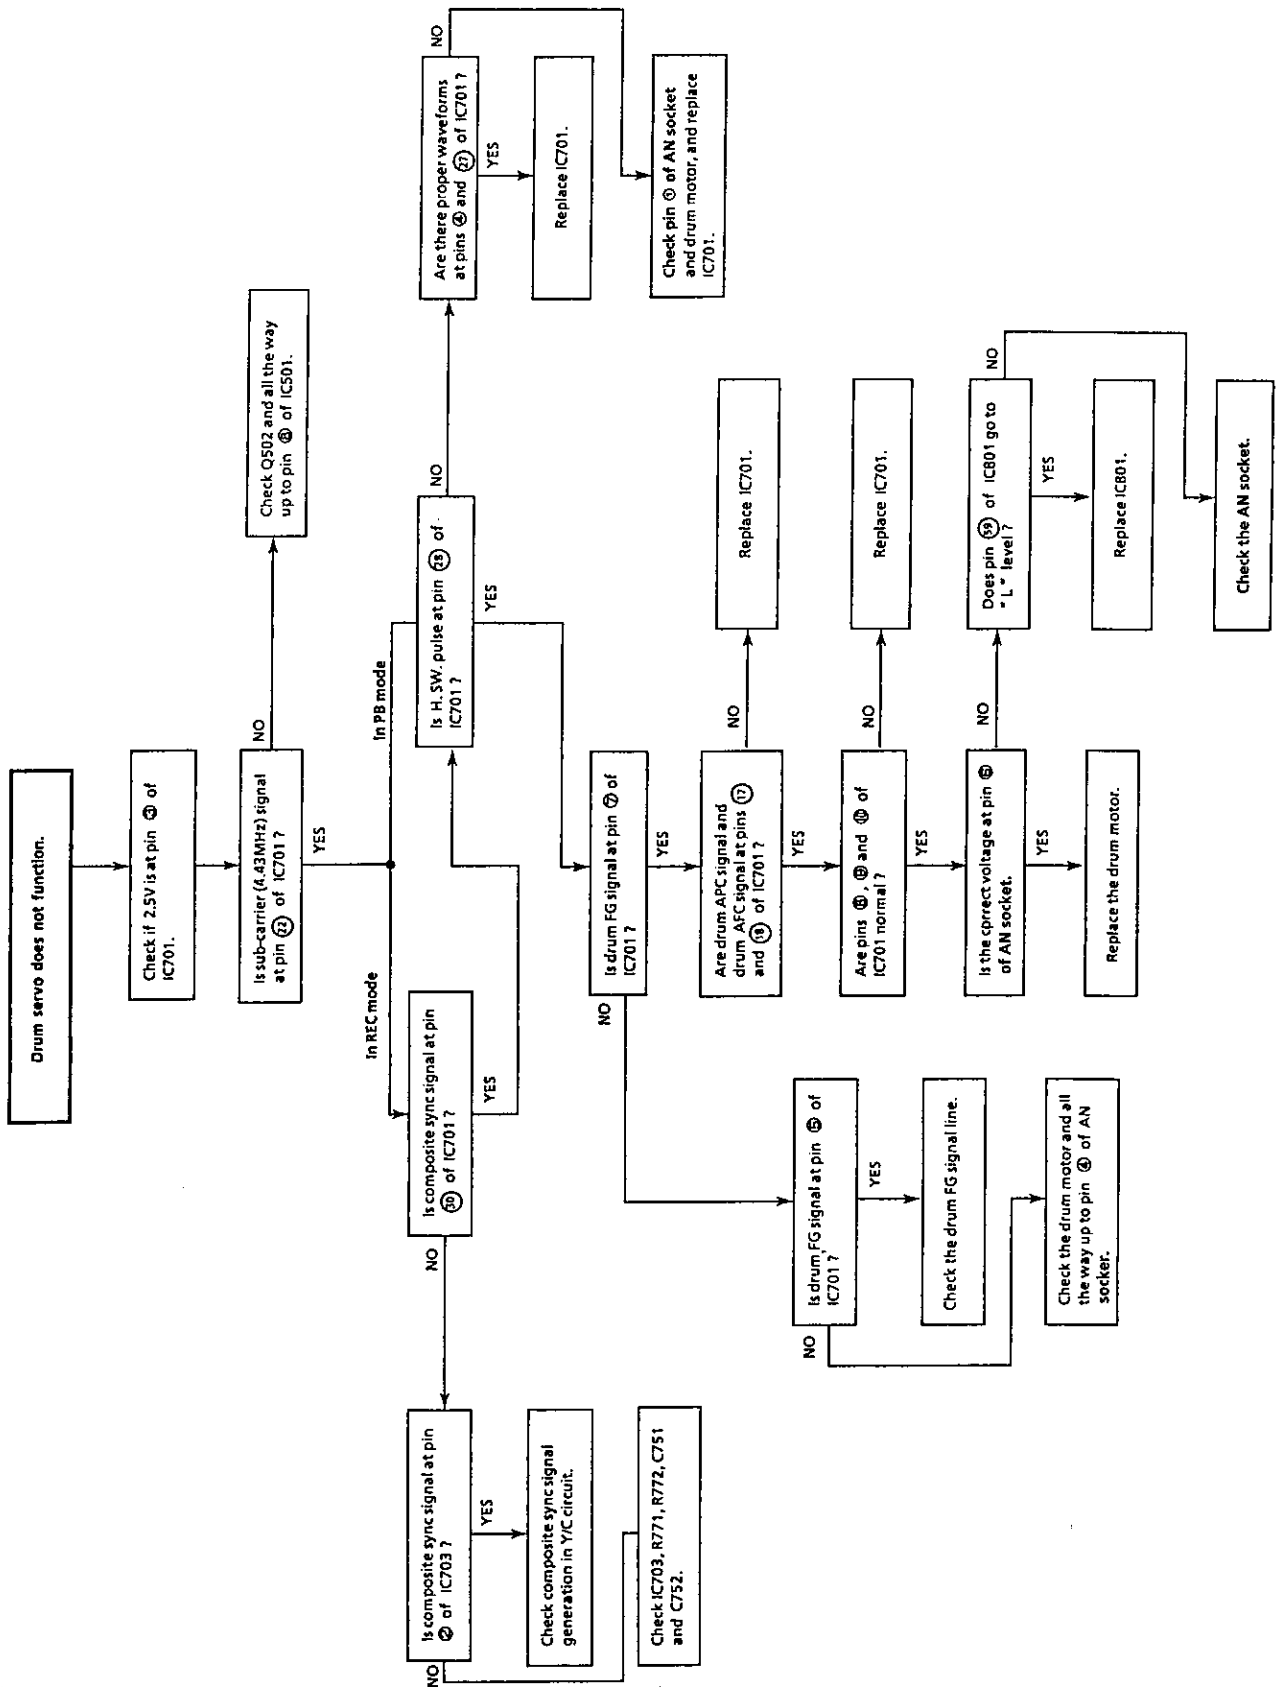 Drum servo does not function.
Check if 2.5V is at pin ③ of
IC701.
Is sub-carrier (4.43MHz) signal
at pin ㉒ of IC701 ?
NO
Check Q502 and all the way
up to pin ⑧ of IC501.
YES
In REC mode
In PB mode
Is composite sync signal at pin
㉚ of IC701 ?
NO
YES
Is composite sync signal at pin
② of IC703 ?
YES
Check composite sync signal
generation in Y/C circuit.
NO
Check IC703, R771, R772, C751
and C752.
Is H. SW. pulse at pin ㉘ of
IC701 ?
NO
YES
Are there proper waveforms
at pins ④ and ㉗ of IC701 ?
NO
YES
Replace IC701.
Check pin ① of AN socket
and drum motor, and replace
IC701.
Is drum FG signal at pin ⑦ of
IC701 ?
NO
YES
Is drum FG signal at pin ⑤ of
IC701 ?
NO
YES
Check the drum FG signal line.
Check the drum motor and all
the way up to pin ④ of AN
socker.
Are drum APC signal and
drum AFC signal at pins ⑰
and ⑱ of IC701 ?
NO
Replace IC701.
YES
Are pins ⑧, and ⑩ of
IC701 normal ?
NO
Replace IC701.
YES
Is the cprrect voltage at pin ⑥
of AN socket.
NO
YES
Replace the drum motor.
Does pin ㊴ of IC801 go to
" L " level ?
NO
YES
Replace IC801.
Check the AN socket.